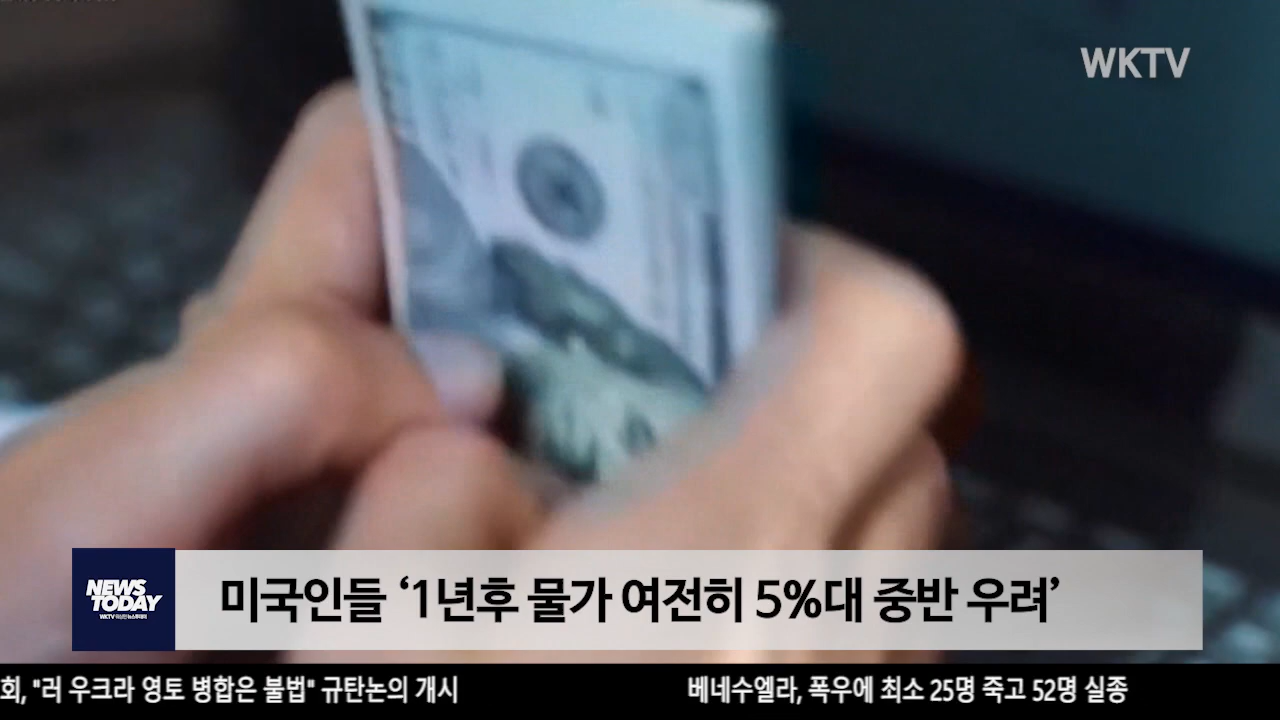 WKTV
NEWS
TODAY
미국인들 ‘1년후 물가 여전히 5%대 중반 우려’
회, "러 우크라 영토 병합은 불법" 규탄논의 개시
베네수엘라, 폭우에 최소 25명 죽고 52명 실종